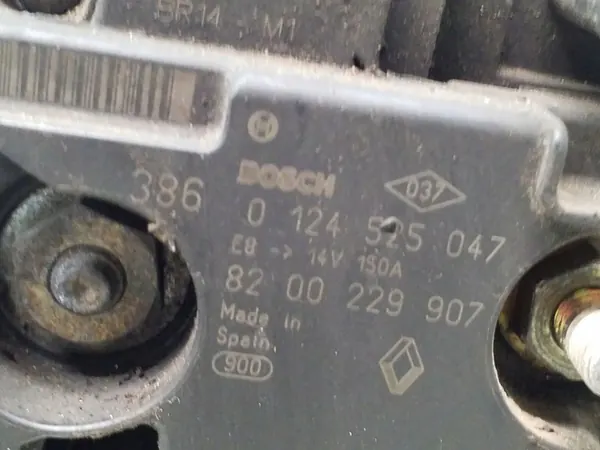 BR14 - M1
386
BOSCH
037
0 124 525 047
E8 -> 14V 150A
82 00 229 907
Made in
Spain
900